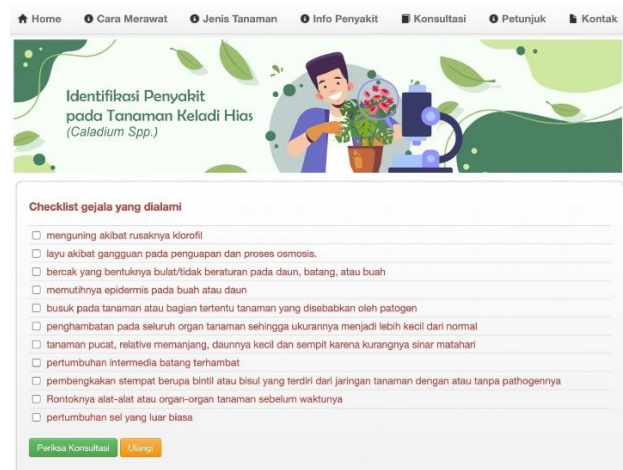 Home Cara Merawat Jenis Tanaman Info Penyakit Konsultasi Petunjuk Kontak
Identifikasi Penyakit
pada Tanaman Keladi Hias
(Caladium Spp.)
Checklist gejala yang dialami
menguning akibat rusaknya klorofil
layu akibat gangguan pada penguapan dan proses osmosis.
bercak yang bentuknya bulat/tidak beraturan pada daun, batang, atau buah
memutihnya epidermis pada buah atau daun
busuk pada tanaman atau bagian tertentu tanaman yang disebabkan oleh patogen
penghambatan pada seluruh organ tanaman sehingga ukurannya menjadi lebih kecil dari normal
tanaman pucat, relative memanjang, daunnya kecil dan sempit karena kurangnya sinar matahari
pertumbuhan intermedia batang terhambat
pembengkakan stempat berupa bintil atau bisul yang terdiri dari jaringan tanaman dengan atau tanpa pathogennya
Rontoknya alat-alat atau organ-organ tanaman sebelum waktunya
pertumbuhan sel yang luar biasa
Periksa Konsultasi Ulangi